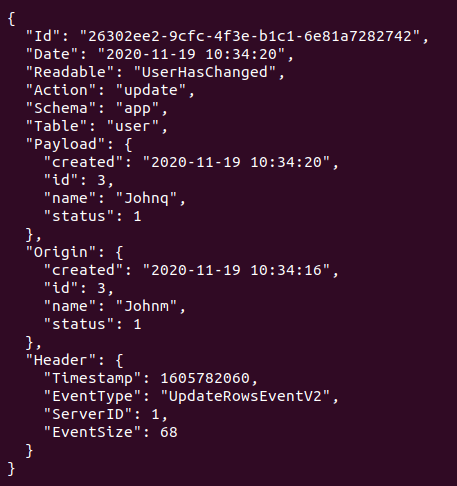 {
  "Id": "26302ee2-9cfc-4f3e-b1c1-6e81a7282742",
  "Date": "2020-11-19 10:34:20",
  "Readable": "UserHasChanged",
  "Action": "update",
  "Schema": "app",
  "Table": "user",
  "Payload": {
    "created": "2020-11-19 10:34:20",
    "id": 3,
    "name": "Johnq",
    "status": 1
  },
  "Origin": {
    "created": "2020-11-19 10:34:16",
    "id": 3,
    "name": "Johnm",
    "status": 1
  },
  "Header": {
    "Timestamp": 1605782060,
    "EventType": "UpdateRowsEventV2",
    "ServerID": 1,
    "EventSize": 68
  }
}